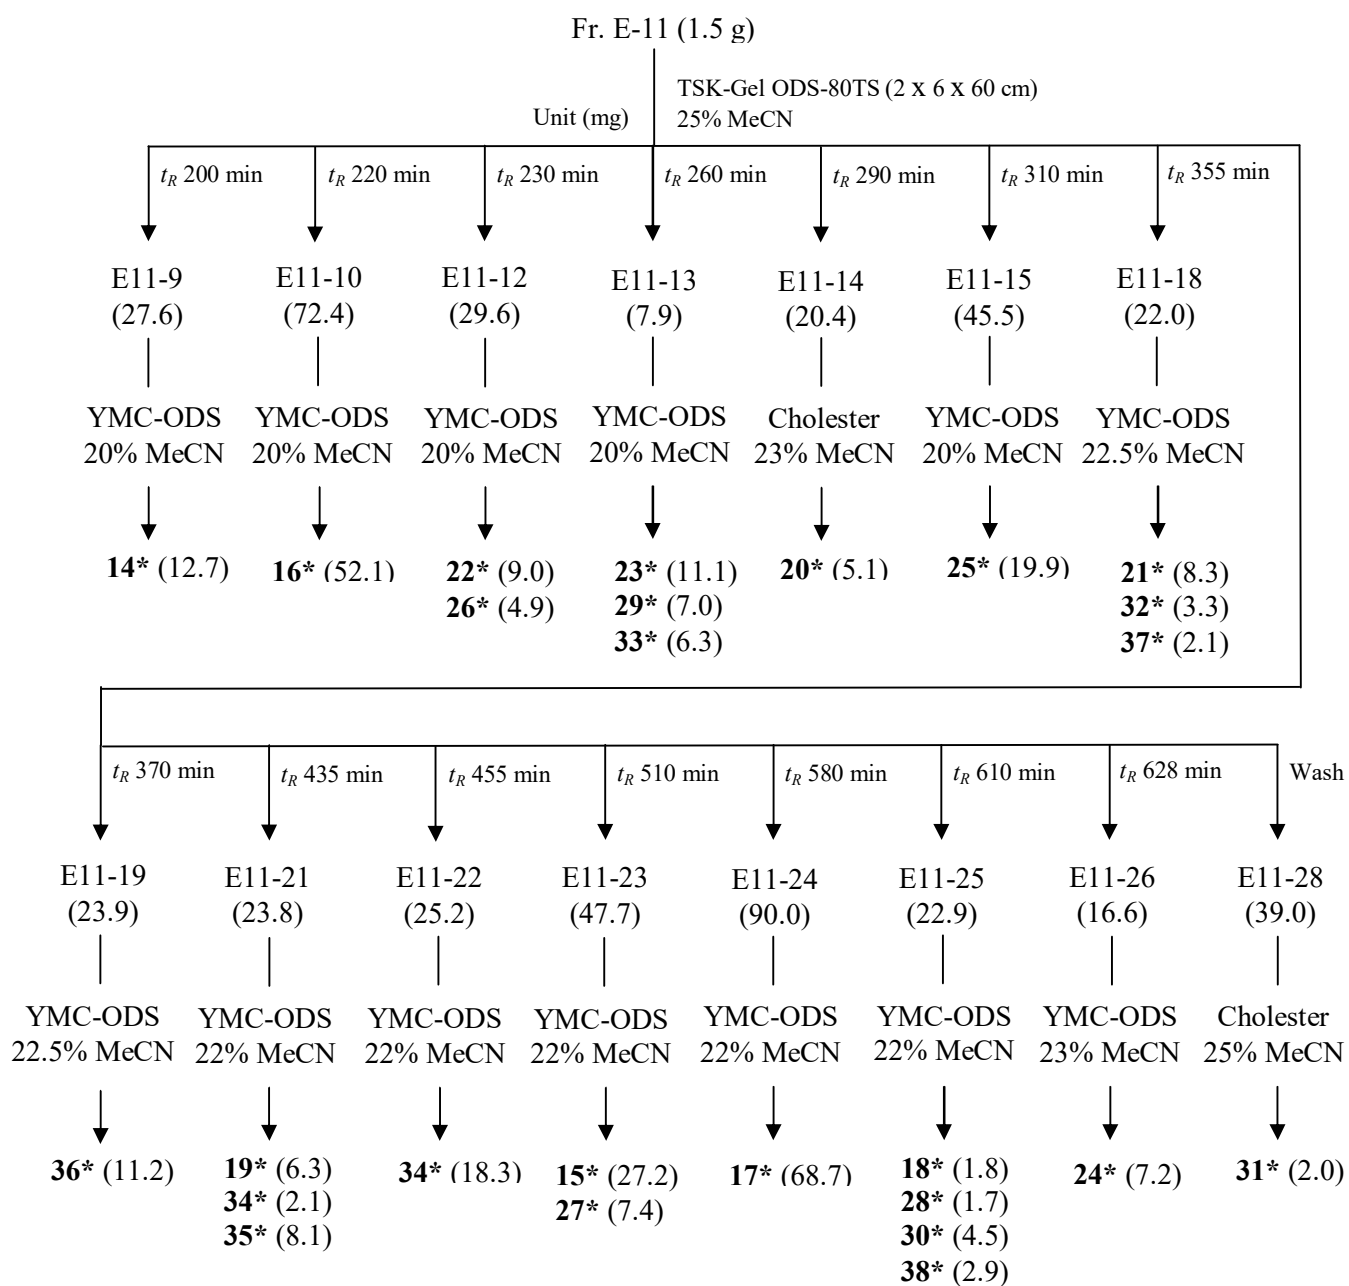 Fr. E-11 (1.5 g)
TSK-Gel ODS-80TS (2 x 6 x 60 cm)
Unit (mg)
25% MeCN
tR 200 min
tR 220 min
tR 230 min
tR 260 min
tR 290 min
tR 310 min
tR 355 min
E11-9
(27.6)
E11-10
(72.4)
E11-12
(29.6)
E11-13
(7.9)
E11-14
(20.4)
E11-15
(45.5)
E11-18
(22.0)
YMC-ODS
20% MeCN
YMC-ODS
20% MeCN
YMC-ODS
20% MeCN
YMC-ODS
20% MeCN
Cholester
23% MeCN
YMC-ODS
20% MeCN
YMC-ODS
22.5% MeCN
14* (12.7)
16* (52.1)
22* (9.0)
26* (4.9)
23* (11.1)
29* (7.0)
33* (6.3)
20* (5.1)
25* (19.9)
21* (8.3)
32* (3.3)
37* (2.1)
tR 370 min
tR 435 min
tR 455 min
tR 510 min
tR 580 min
tR 610 min
tR 628 min
Wash
E11-19
(23.9)
E11-21
(23.8)
E11-22
(25.2)
E11-23
(47.7)
E11-24
(90.0)
E11-25
(22.9)
E11-26
(16.6)
E11-28
(39.0)
YMC-ODS
22.5% MeCN
YMC-ODS
22% MeCN
YMC-ODS
22% MeCN
YMC-ODS
22% MeCN
YMC-ODS
22% MeCN
YMC-ODS
22% MeCN
YMC-ODS
23% MeCN
Cholester
25% MeCN
36* (11.2)
19* (6.3)
34* (2.1)
35* (8.1)
34* (18.3)
15* (27.2)
27* (7.4)
17* (68.7)
18* (1.8)
28* (1.7)
30* (4.5)
38* (2.9)
24* (7.2)
31* (2.0)